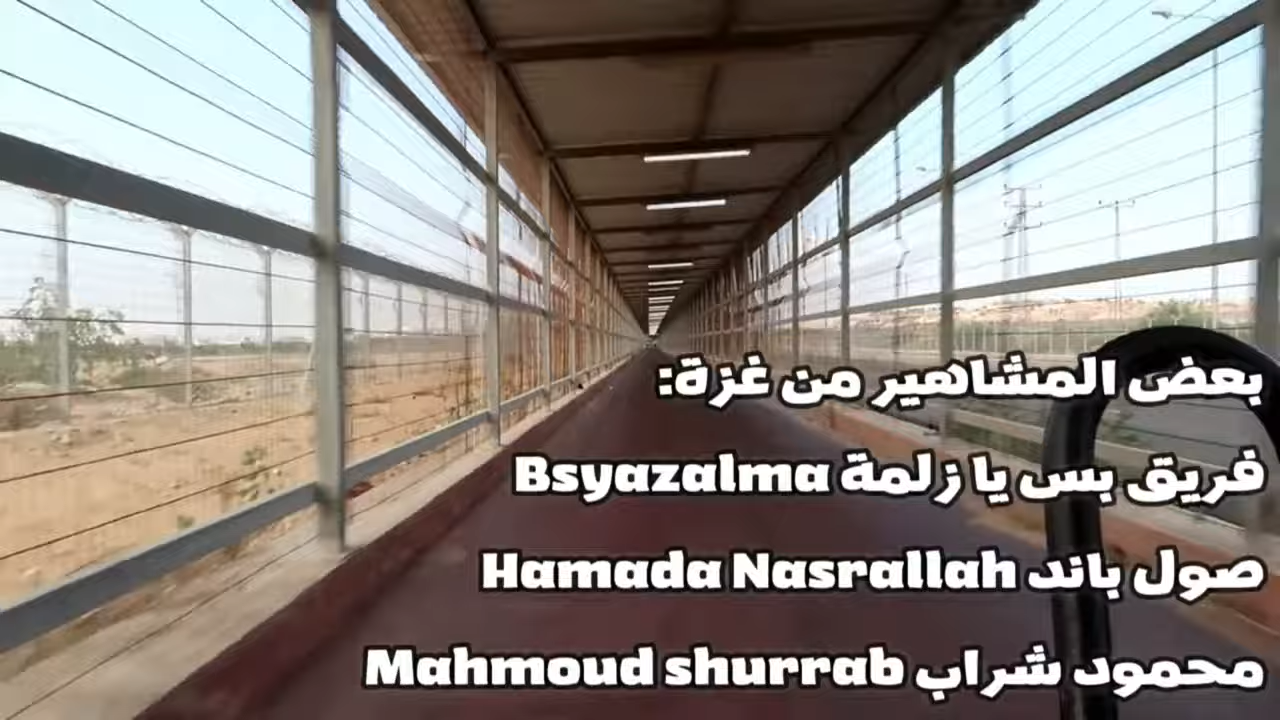 بعض المشاهير من غزة:
فريق بس يا زلمة Bsyazalma
صول باند Hamada Nasrallah
محمود شراب Mahmoud shurrab